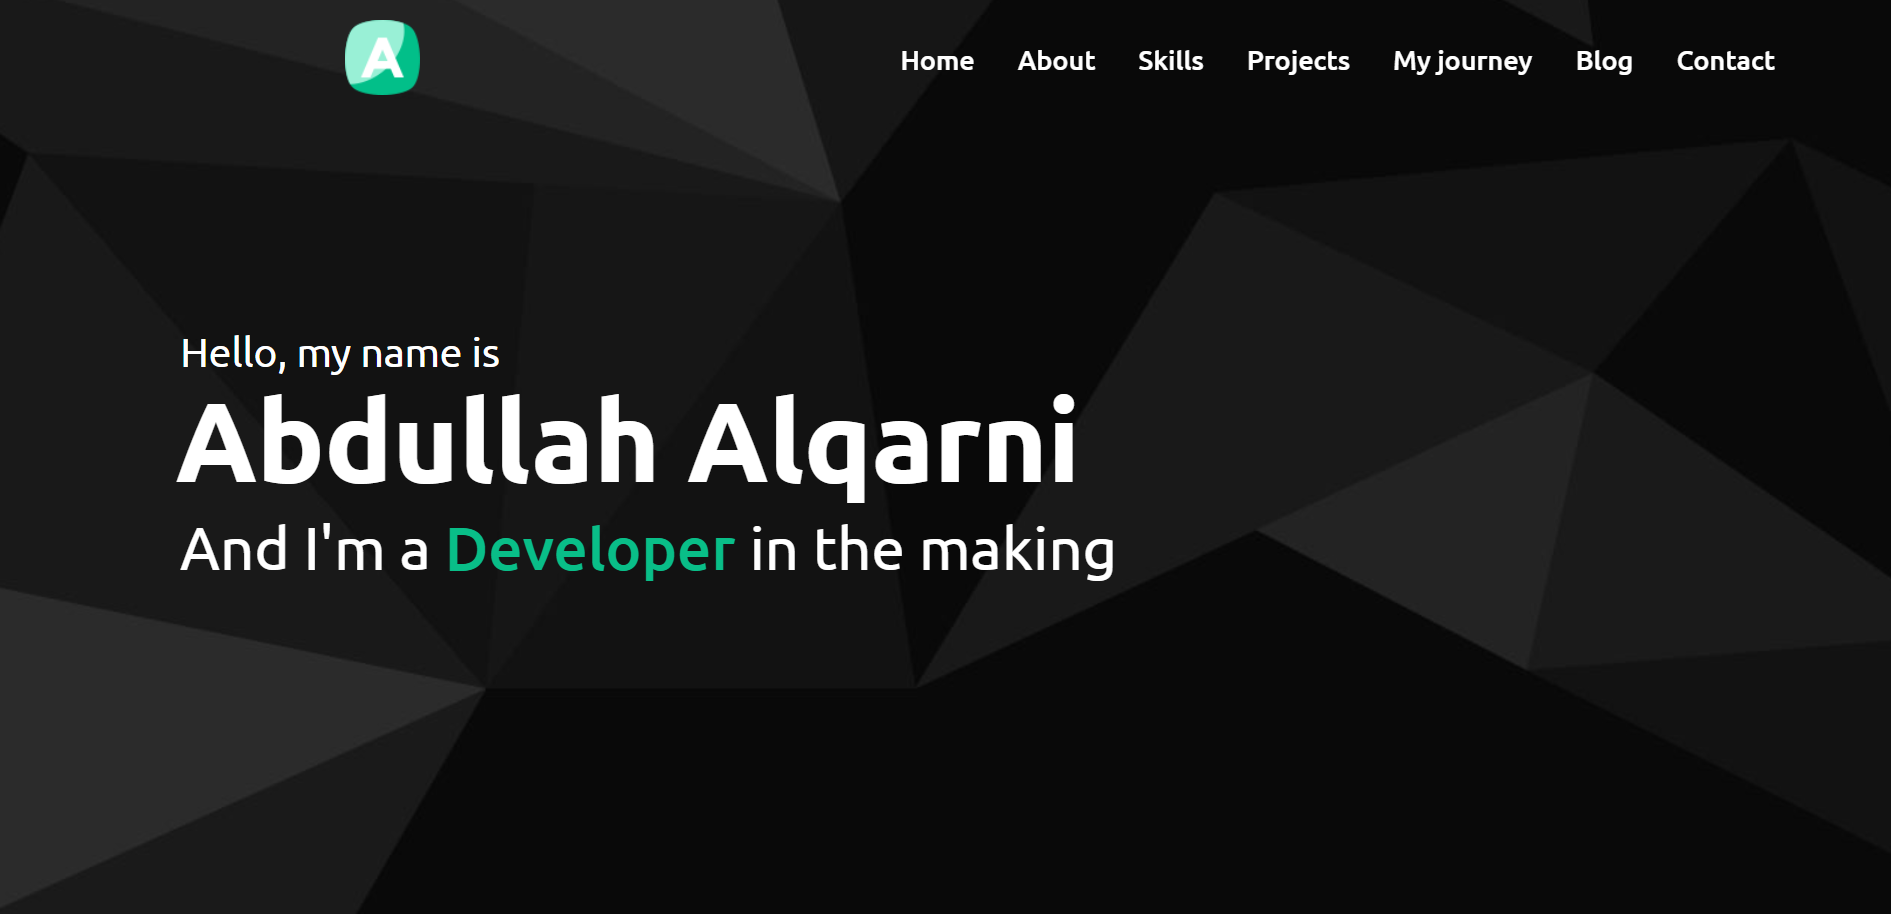 A
Home About Skills Projects My journey Blog Contact
Hello, my name is
Abdullah Alqarni
And I'm a Developer in the making